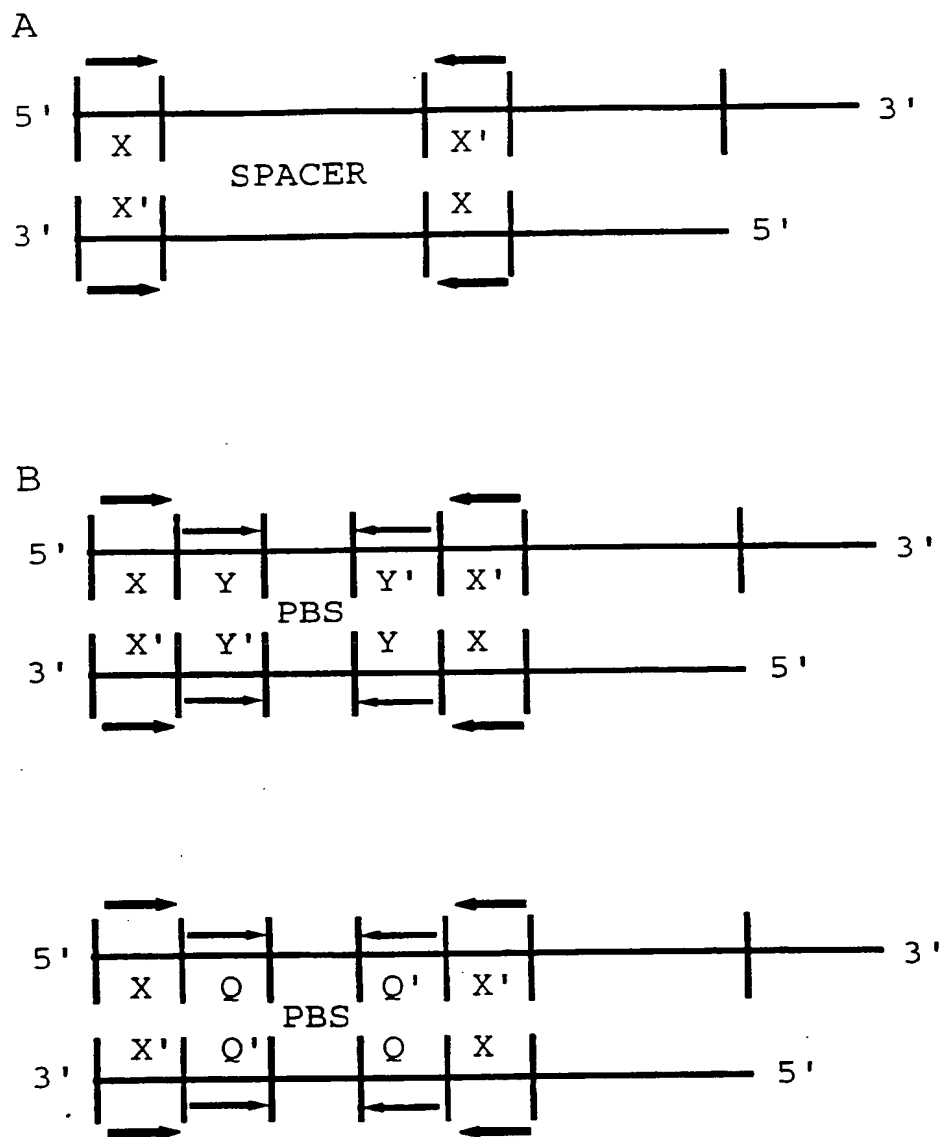 A
5' 3'
X X'
SPACER
X' X
3' 5'
B
5' 3'
X Y Y' X'
PBS
X' Y' Y X
3' 5'
5' 3'
X Q Q' X'
PBS
X' Q' Q X
3' 5'